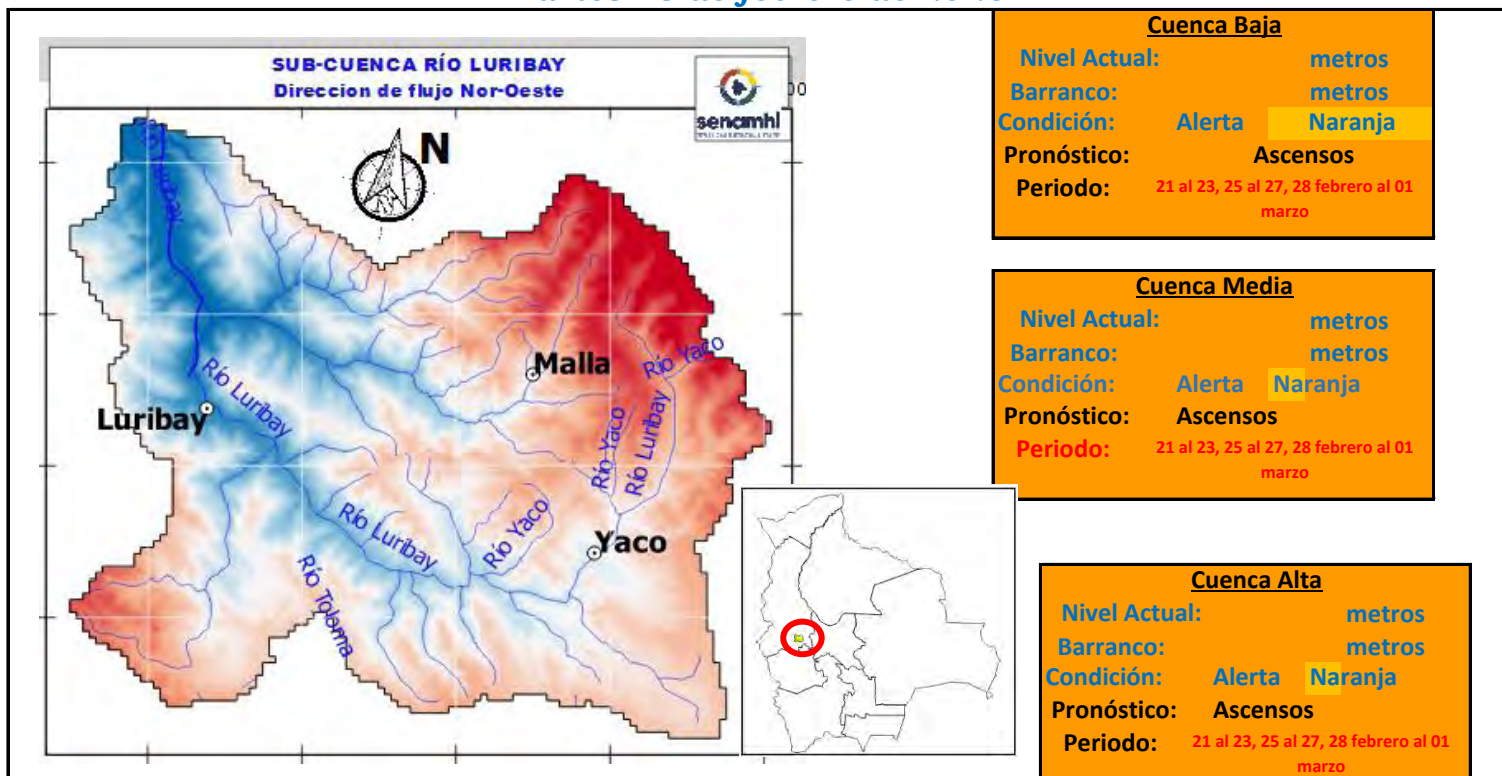 SUB-CUENCA RÍO LURIBAY
Direccion de flujo Nor-Oeste
senamhi
N
Río Yaco
Malla
Río Luribay
Luribay
Río Yaco
Río Luribay
Río Luribay
Río Yaco
Yaco
Río Toloma
Cuenca Baja
Nivel Actual: metros
Barranco: metros
Condición: Alerta Naranja
Pronóstico: Ascensos
Periodo: 21 al 23, 25 al 27, 28 febrero al 01
marzo
Cuenca Media
Nivel Actual: metros
Barranco: metros
Condición: Alerta Naranja
Pronóstico: Ascensos
Periodo: 21 al 23, 25 al 27, 28 febrero al 01
marzo
Cuenca Alta
Nivel Actual: metros
Barranco: metros
Condición: Alerta Naranja
Pronóstico: Ascensos
Periodo: 21 al 23, 25 al 27, 28 febrero al 01
marzo